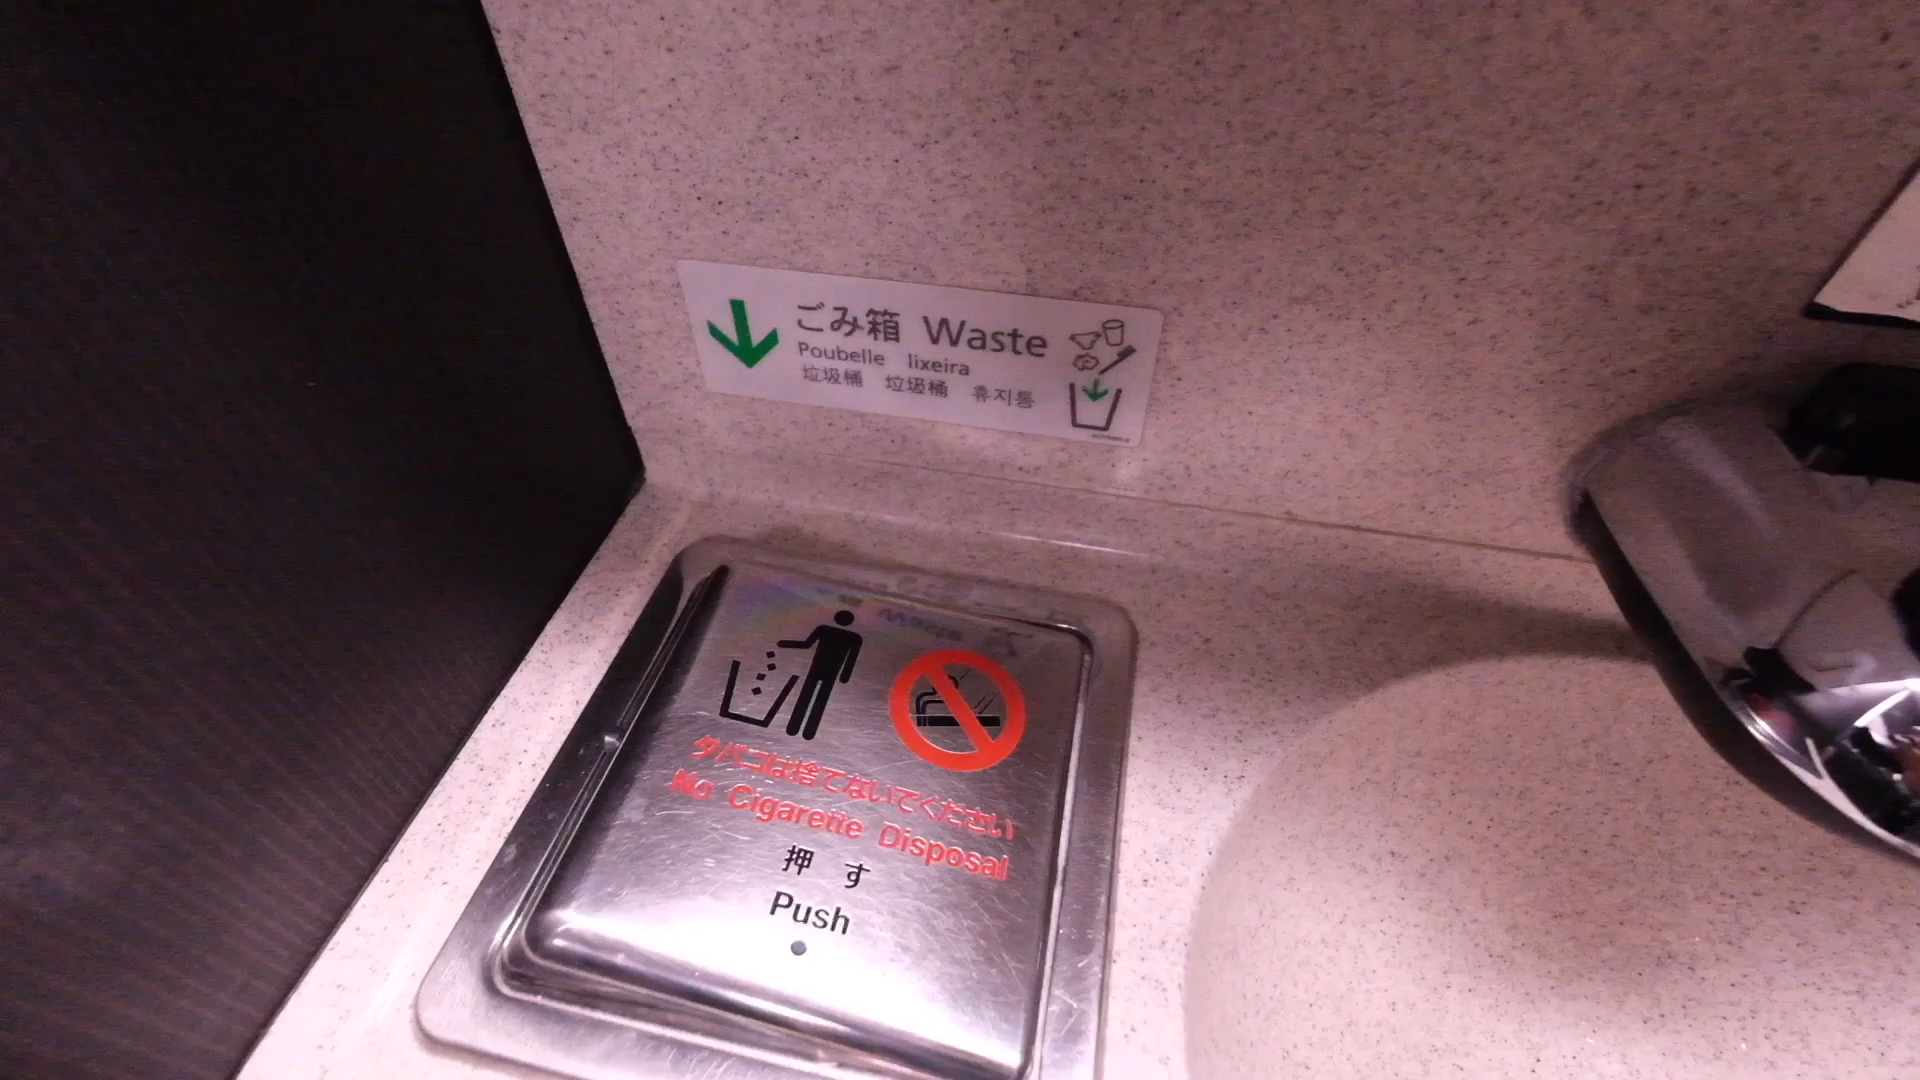 ごみ箱 Waste
Poubelle lixeira
垃圾桶 垃圾桶 휴지통
タバコは捨てないでください
No Cigarette Disposal
押す
Push